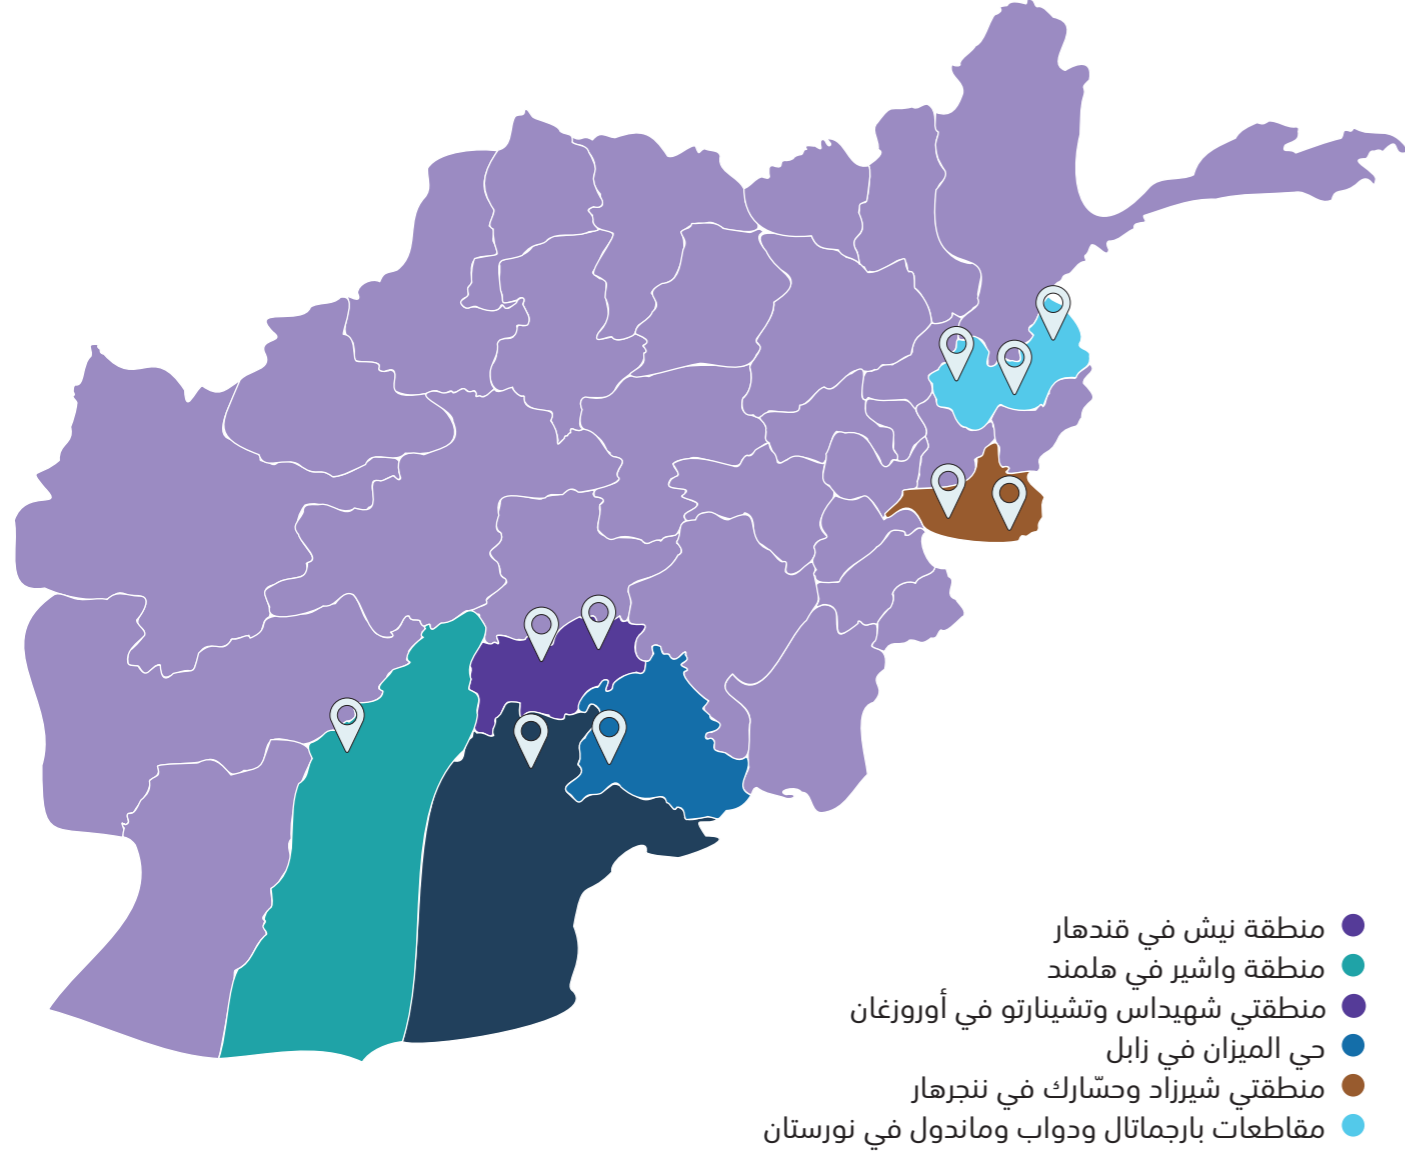 منطقة نيش في قندهار
منطقة واشير في هلمند
منطقتي شهيداس وتشينارتو في أوروزغان
حي الميزان في زابل
منطقتي شيرزاد وحسّارك في ننجرهار
مقاطعات بارجماتال ودواب وماندول في نورستان